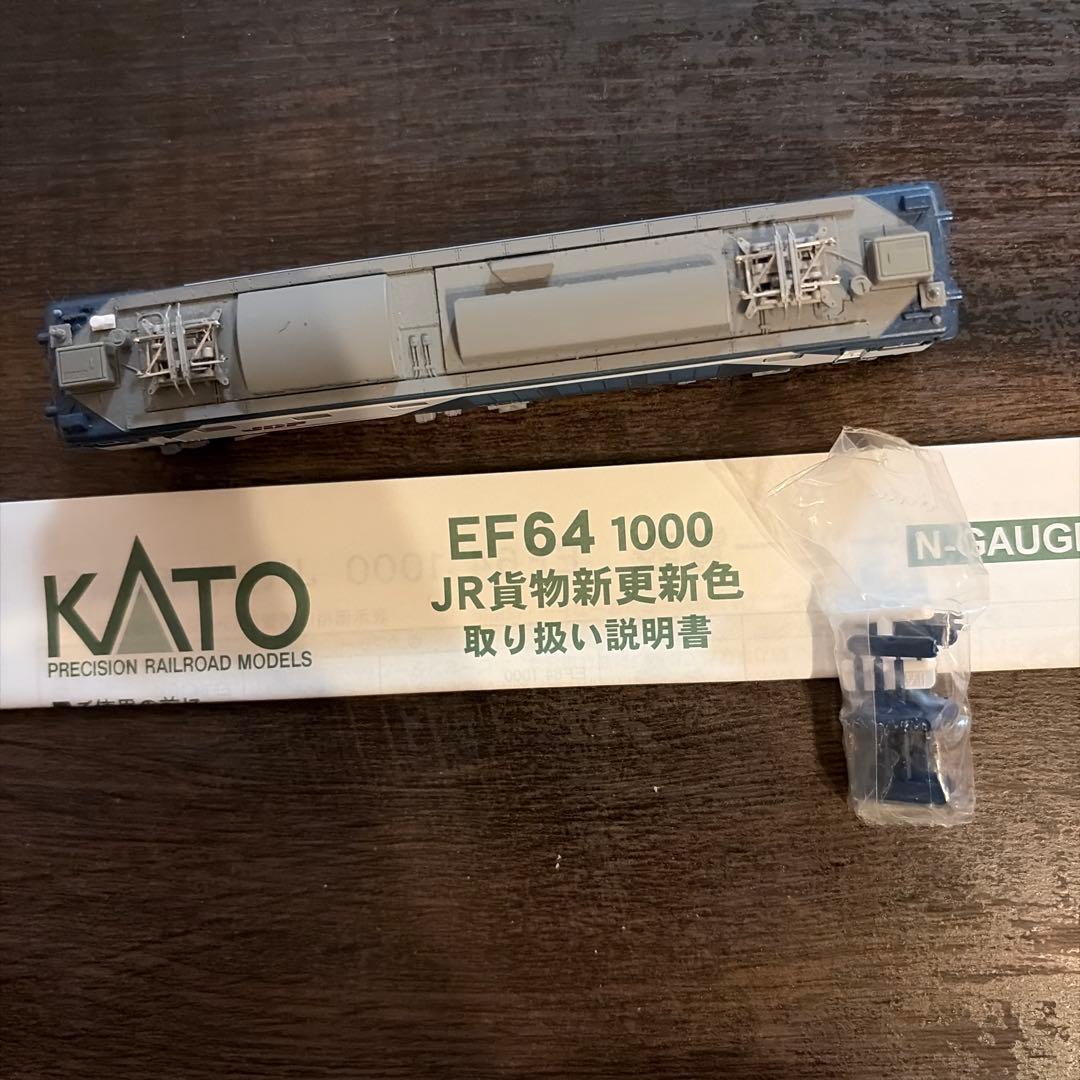 KATO
PRECISION RAILROAD MODELS
EF64 1000
JR貨物新更新色
取り扱い説明書
N-GAUGE